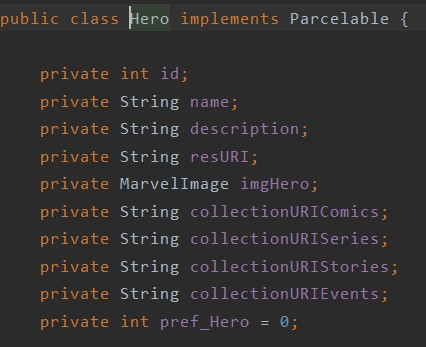 public class Hero implements Parcelable {
private int id;
private String name;
private String description;
private String resURI;
private MarvelImage imgHero;
private String collectionURIComics;
private String collectionURISeries;
private String collectionURIStories;
private String collectionURIEvents;
private int pref_Hero = 0;